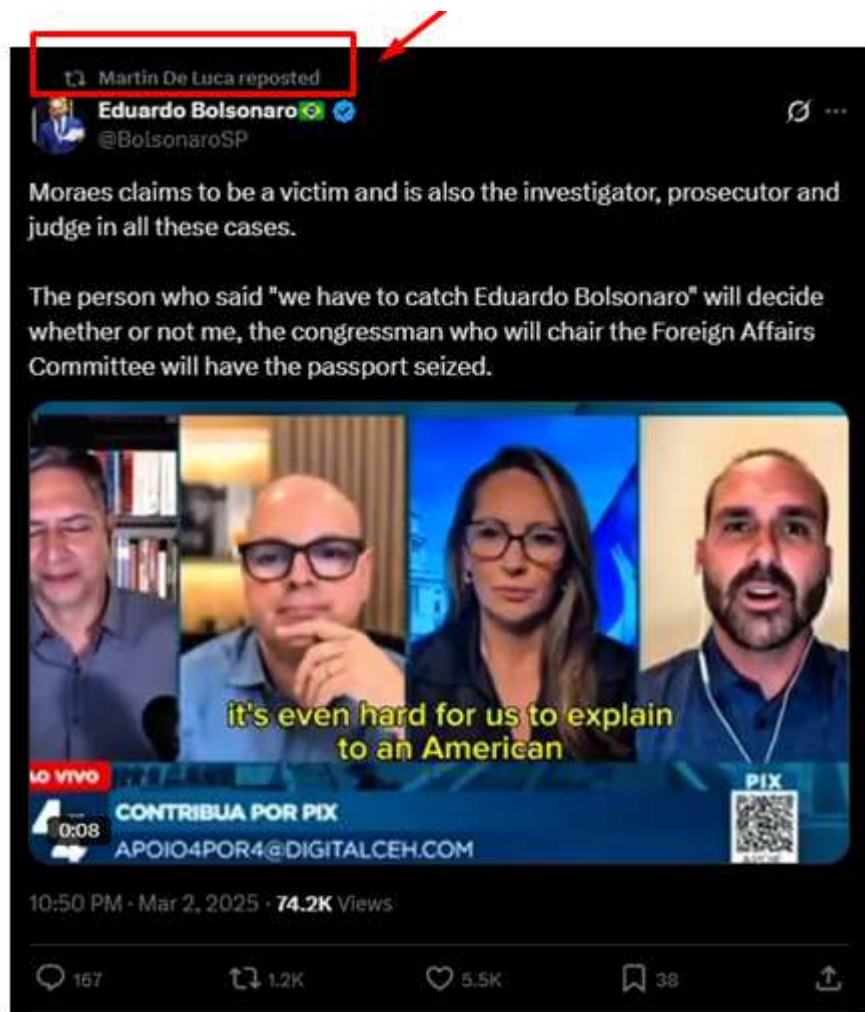 Martin De Luca reposted
Eduardo Bolsonaro
@BolsonaroSP
Moraes claims to be a victim and is also the investigator, prosecutor and
judge in all these cases.
The person who said "we have to catch Eduardo Bolsonaro" will decide
whether or not me, the congressman who will chair the Foreign Affairs
Committee will have the passport seized.
it's even hard for us to explain
to an American
AO VIVO
PIX
CONTRIBUA POR PIX
0:08
APOIO4POR4@DIGITALCEH.COM
10:50 PM · Mar 2, 2025 · 74.2K Views
167 1.2K 5.5K 38